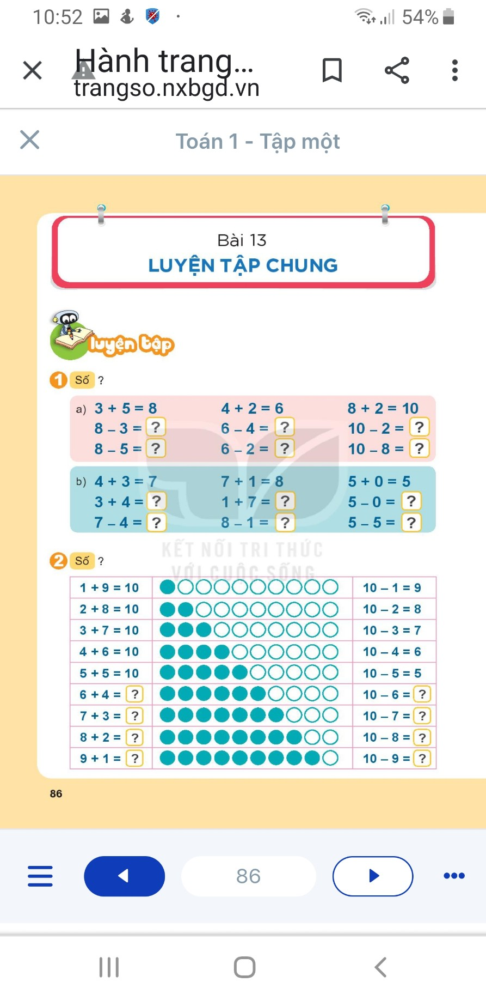 10:52 54%
Hành trang...
trangso.nxbgd.vn
Toán 1 - Tập một
Bài 13
LUYỆN TẬP CHUNG
luyện tập
1 Số ?
a) 3 + 5 = 8 4 + 2 = 6 8 + 2 = 10
8 – 3 = ? 6 – 4 = ? 10 – 2 = ?
8 – 5 = ? 6 – 2 = ? 10 – 8 = ?
b) 4 + 3 = 7 7 + 1 = 8 5 + 0 = 5
3 + 4 = ? 1 + 7 = ? 5 – 0 = ?
7 – 4 = ? 8 – 1 = ? 5 – 5 = ?
KẾT NỐI TRI THỨC
VỚI CUỘC SỐNG
2 Số ?
1 + 9 = 10 10 – 1 = 9
2 + 8 = 10 10 – 2 = 8
3 + 7 = 10 10 – 3 = 7
4 + 6 = 10 10 – 4 = 6
5 + 5 = 10 10 – 5 = 5
6 + 4 = ? 10 – 6 = ?
7 + 3 = ? 10 – 7 = ?
8 + 2 = ? 10 – 8 = ?
9 + 1 = ? 10 – 9 = ?
86
86